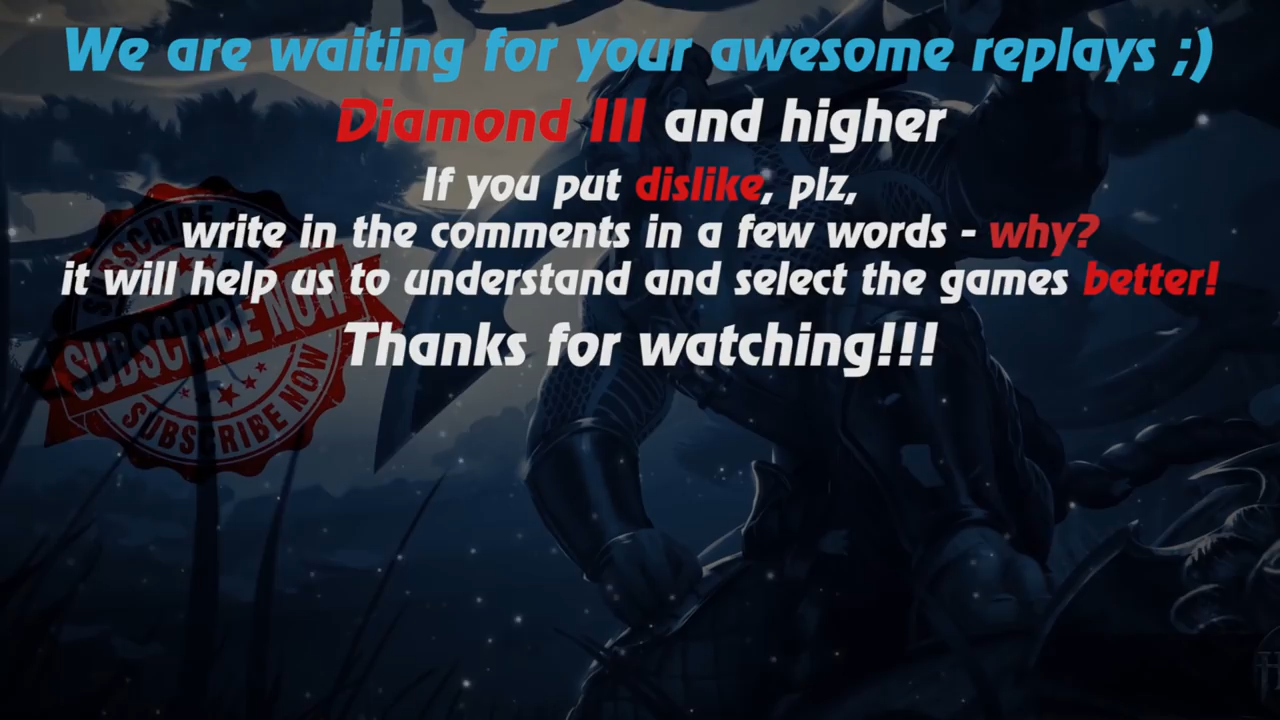 We are waiting for your awesome replays ;)
Diamond III and higher
If you put dislike, plz,
write in the comments in a few words - why?
it will help us to understand and select the games better!
Thanks for watching!!!
SUBSCRIBE NOW
SUBSCRIBE NOW
SUBSCRIBE NOW